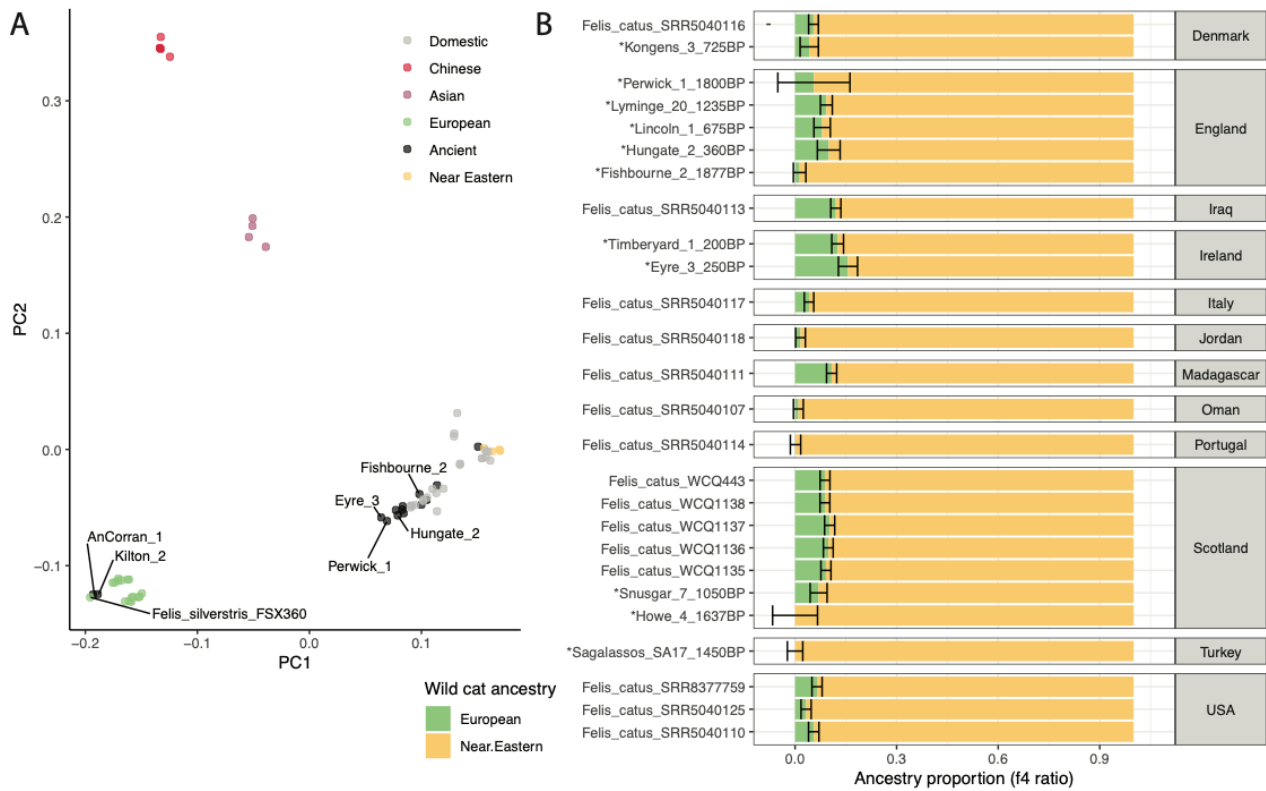 A
Domestic
Chinese
Asian
European
Ancient
Near Eastern
0.3
0.2
0.1
0.0
−0.1
PC2
Fishbourne_2
Eyre_3
Hungate_2
Perwick_1
AnCorran_1
Kilton_2
Felis_silverstris_FSX360
−0.2
−0.1
0.0
0.1
PC1
Wild cat ancestry
European
Near.Eastern
B
Felis_catus_SRR5040116
*Kongens_3_725BP
Denmark
*Perwick_1_1800BP
*Lyminge_20_1235BP
*Lincoln_1_675BP
*Hungate_2_360BP
*Fishbourne_2_1877BP
England
Felis_catus_SRR5040113
Iraq
*Timberyard_1_200BP
*Eyre_3_250BP
Ireland
Felis_catus_SRR5040117
Italy
Felis_catus_SRR5040118
Jordan
Felis_catus_SRR5040111
Madagascar
Felis_catus_SRR5040107
Oman
Felis_catus_SRR5040114
Portugal
Felis_catus_WCQ443
Felis_catus_WCQ1138
Felis_catus_WCQ1137
Felis_catus_WCQ1136
Felis_catus_WCQ1135
*Snusgar_7_1050BP
*Howe_4_1637BP
Scotland
*Sagalassos_SA17_1450BP
Turkey
Felis_catus_SRR8377759
Felis_catus_SRR5040125
Felis_catus_SRR5040110
USA
0.0
0.3
0.6
0.9
Ancestry proportion (f4 ratio)